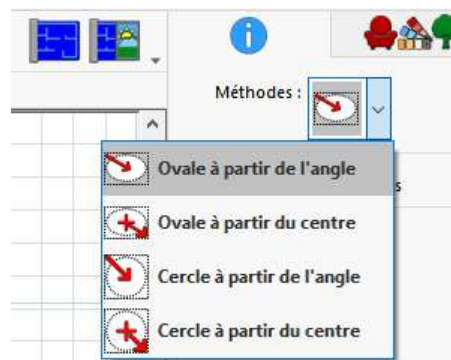 Méthodes :
Ovale à partir de l'angle
Ovale à partir du centre
Cercle à partir de l'angle
Cercle à partir du centre